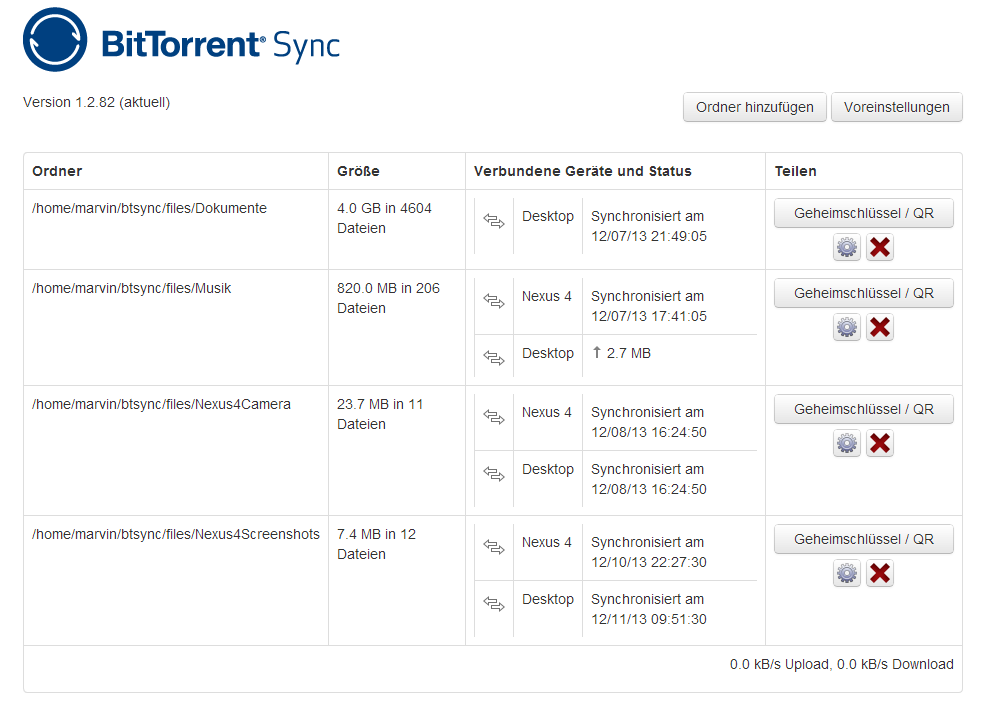 BitTorrent® Sync
Version 1.2.82 (aktuell)
Ordner hinzufügen
Voreinstellungen
Ordner Größe Verbundene Geräte und Status Teilen
/home/marvin/btsync/files/Dokumente
4.0 GB in 4604
Dateien
Desktop
Synchronisiert am
12/07/13 21:49:05
Geheimschlüssel / QR
/home/marvin/btsync/files/Musik
820.0 MB in 206
Dateien
Nexus 4
Synchronisiert am
12/07/13 17:41:05
Desktop
↑ 2.7 MB
Geheimschlüssel / QR
/home/marvin/btsync/files/Nexus4Camera
23.7 MB in 11
Dateien
Nexus 4
Synchronisiert am
12/08/13 16:24:50
Desktop
Synchronisiert am
12/08/13 16:24:50
Geheimschlüssel / QR
/home/marvin/btsync/files/Nexus4Screenshots
7.4 MB in 12
Dateien
Nexus 4
Synchronisiert am
12/10/13 22:27:30
Desktop
Synchronisiert am
12/11/13 09:51:30
Geheimschlüssel / QR
0.0 kB/s Upload, 0.0 kB/s Download